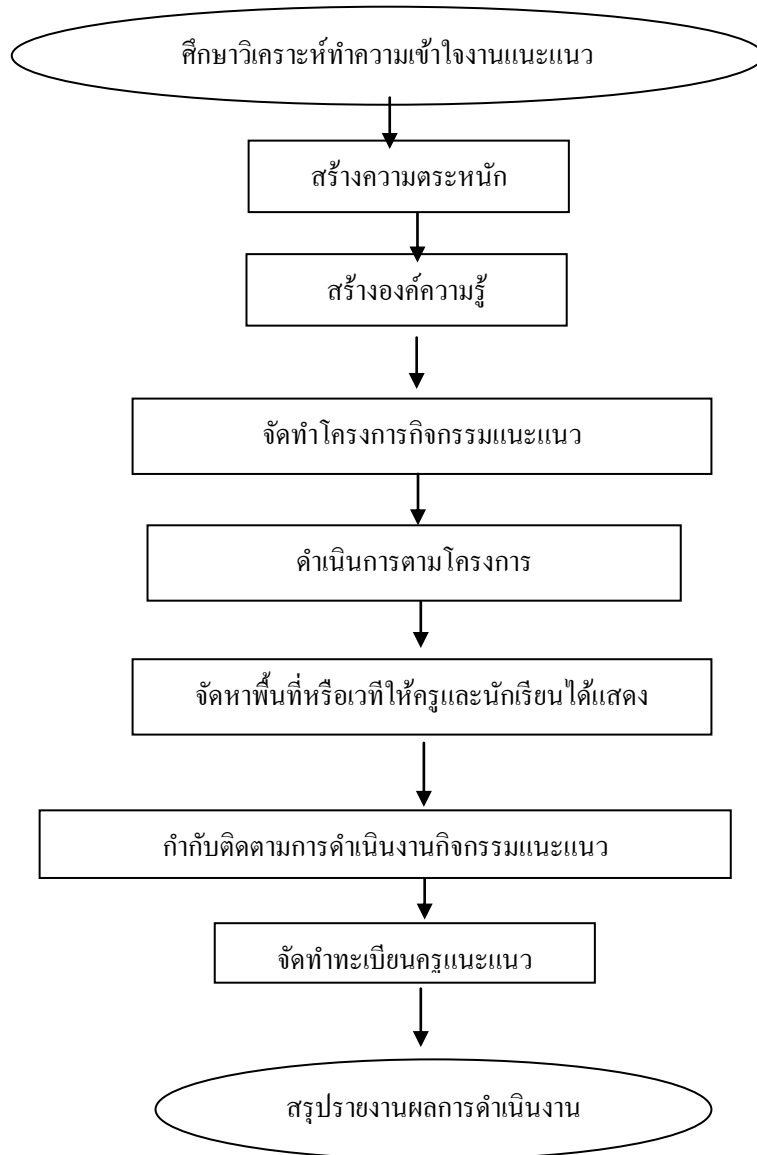 ศึกษาวิเคราะห์ทำความเข้าใจงานแนะแนว
สร้างความตระหนัก
สร้างองค์ความรู้
จัดทำโครงการกิจกรรมแนะแนว
ดำเนินการตามโครงการ
จัดหาพื้นที่หรือเวทีให้ครูและนักเรียนได้แสดง
กำกับติดตามการดำเนินงานกิจกรรมแนะแนว
จัดทำทะเบียนครูแนะแนว
สรุปรายงานผลการดำเนินงาน